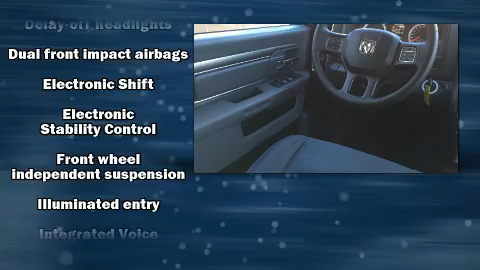 Delay-off headlights
Dual front impact airbags
Electronic Shift
Electronic
Stability Control
Front wheel
independent suspension
Illuminated entry
Integrated Voice